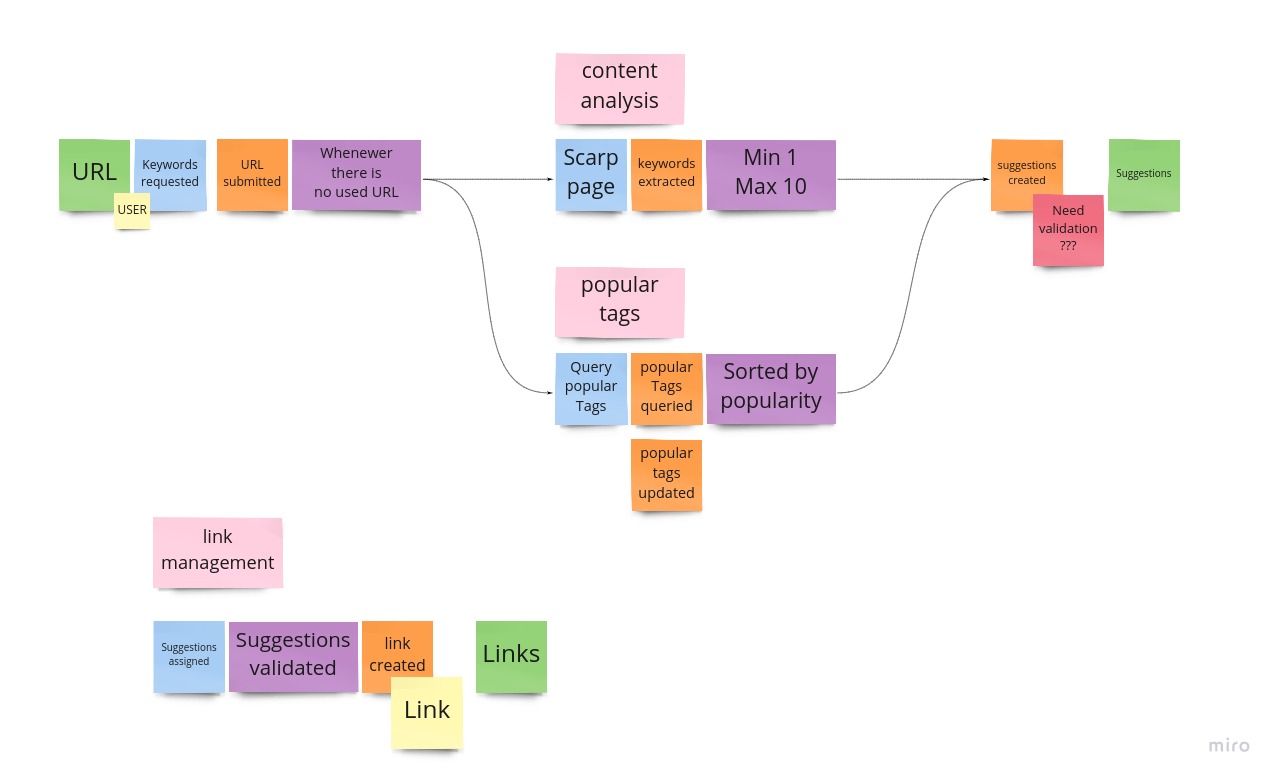 content
analysis
URL
Keywords
requested
USER
URL
submitted
Whenewer
there is
no used URL
Scarp
page
keywords
extracted
Min 1
Max 10
suggestions
created
Need
validation
???
Suggestions
popular
tags
Query
popular
Tags
popular
Tags
queried
Sorted by
popularity
popular
tags
updated
link
management
Suggestions
assigned
Suggestions
validated
link
created
Link
Links
miro